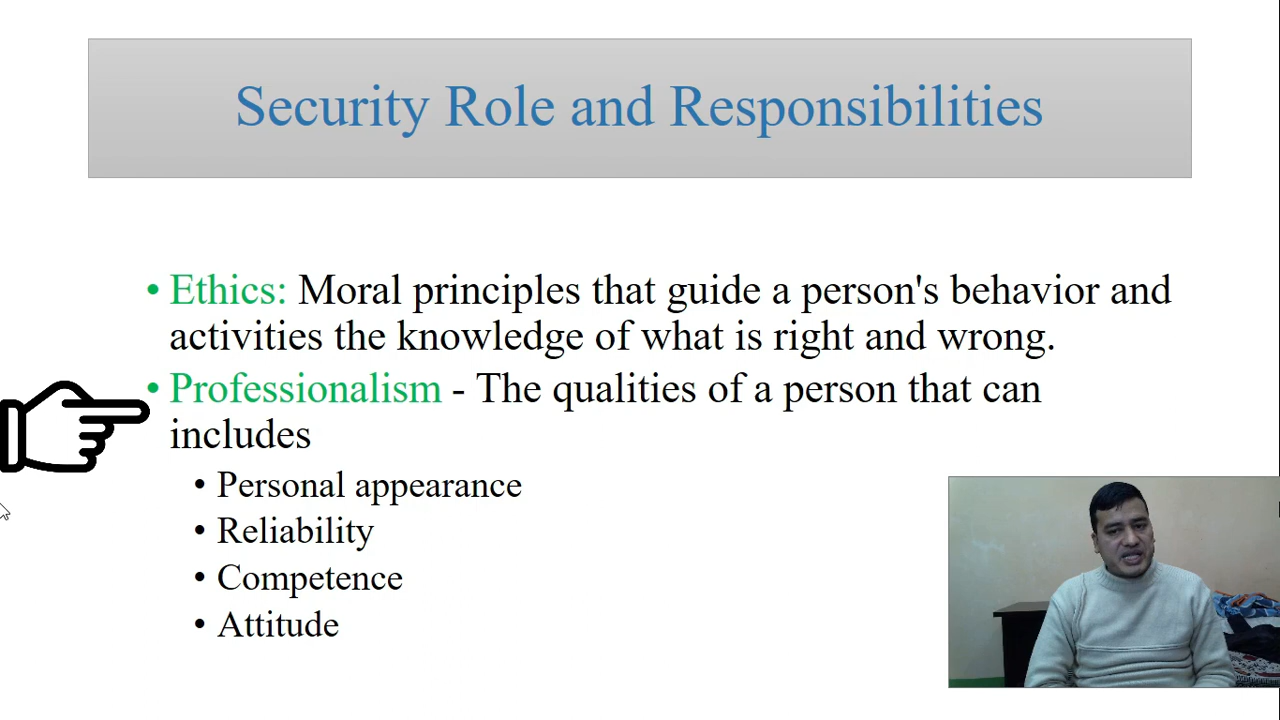 Security Role and Responsibilities
• Ethics: Moral principles that guide a person's behavior and
activities the knowledge of what is right and wrong.
• Professionalism - The qualities of a person that can
includes
• Personal appearance
• Reliability
• Competence
• Attitude